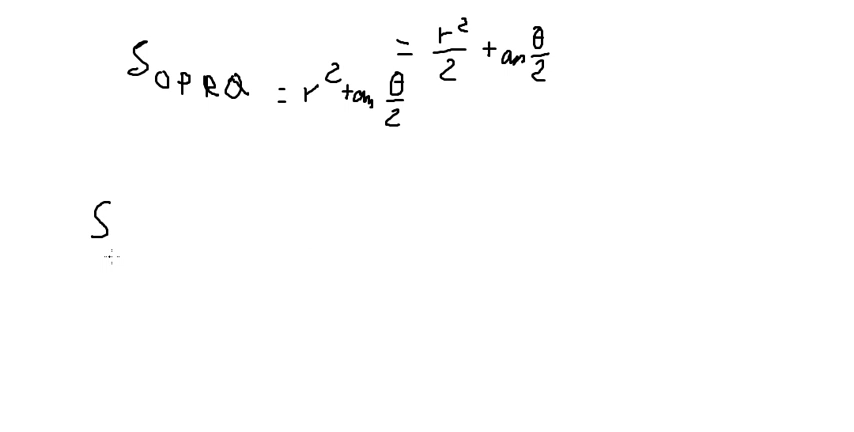 = r²/2 tan θ/2
S_OPRQ = r² tan θ/2
S